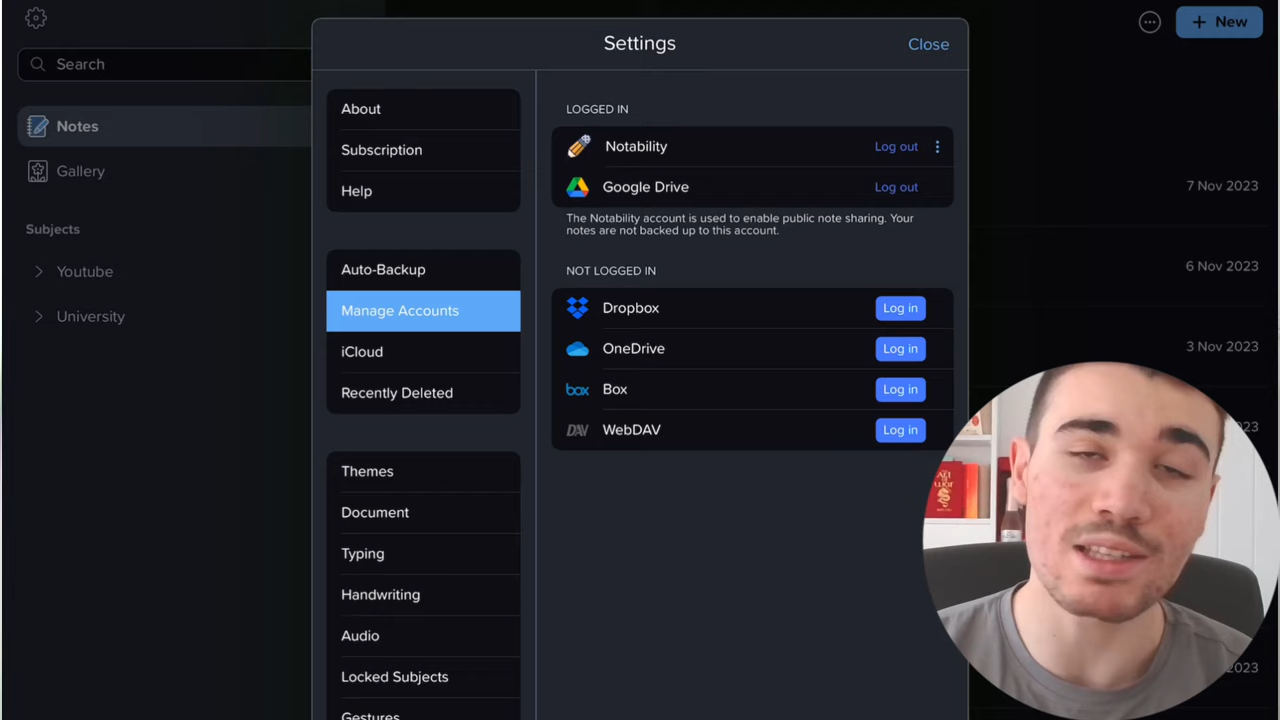 Settings
Close
+ New
Search
Notes
Gallery
Subjects
Youtube
University
About
Subscription
Help
Auto-Backup
Manage Accounts
iCloud
Recently Deleted
Themes
Document
Typing
Handwriting
Audio
Locked Subjects
Gestures
LOGGED IN
Notability
Log out
Google Drive
Log out
The Notability account is used to enable public note sharing. Your
notes are not backed up to this account.
NOT LOGGED IN
Dropbox
Log in
OneDrive
Log in
box
Box
Log in
DAV
WebDAV
Log in
7 Nov 2023
6 Nov 2023
3 Nov 2023
23
2023